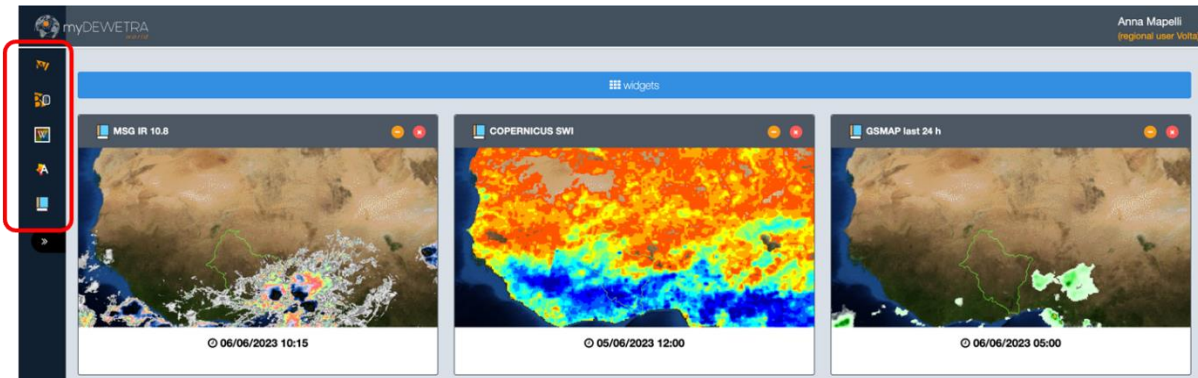 myDEWETRA
world
Anna Mapelli
(regional user Volta)
widgets
MSG IR 10.8
COPERNICUS SWI
GSMAP last 24 h
W
A
»
06/06/2023 10:15
05/06/2023 12:00
06/06/2023 05:00